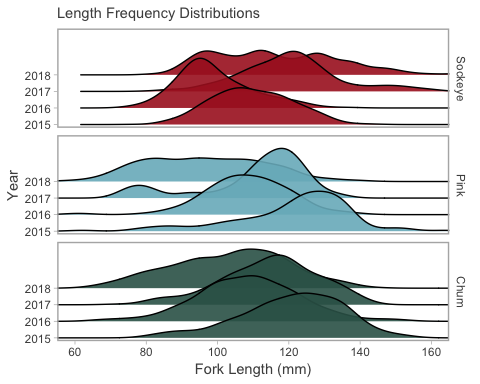 Length Frequency Distributions
2018
2017
2016
2015
Sockeye
2018
2017
2016
2015
Pink
2018
2017
2016
2015
Chum
Year
60 80 100 120 140 160
Fork Length (mm)